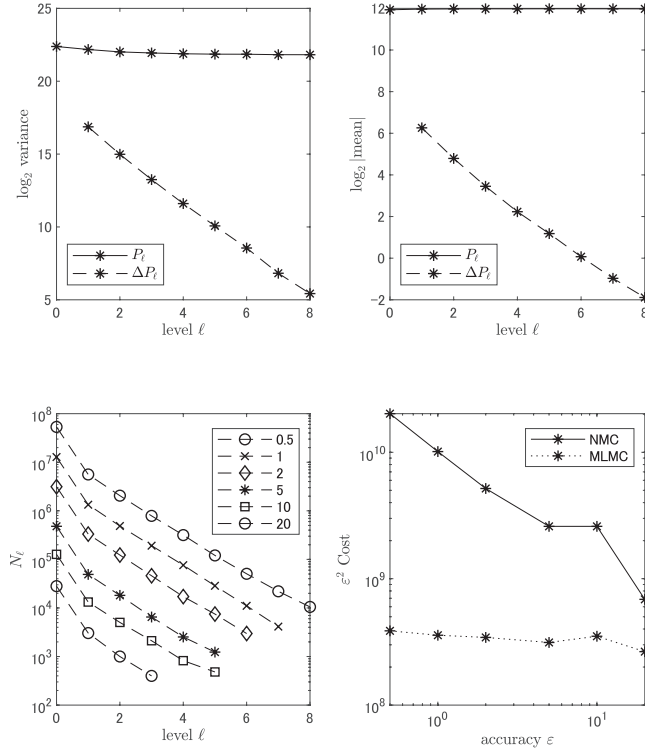 25
20
15
10
5
0 2 4 6 8
log₂ variance
level ℓ
P_ℓ
ΔP_ℓ
12
10
8
6
4
2
0
-2
0 2 4 6 8
log₂ |mean|
level ℓ
P_ℓ
ΔP_ℓ
10⁸
10⁷
10⁶
10⁵
10⁴
10³
10²
0 2 4 6 8
N_ℓ
level ℓ
0.5
1
2
5
10
20
10¹⁰
10⁹
10⁸
10⁰ 10¹
ε² Cost
accuracy ε
NMC
MLMC